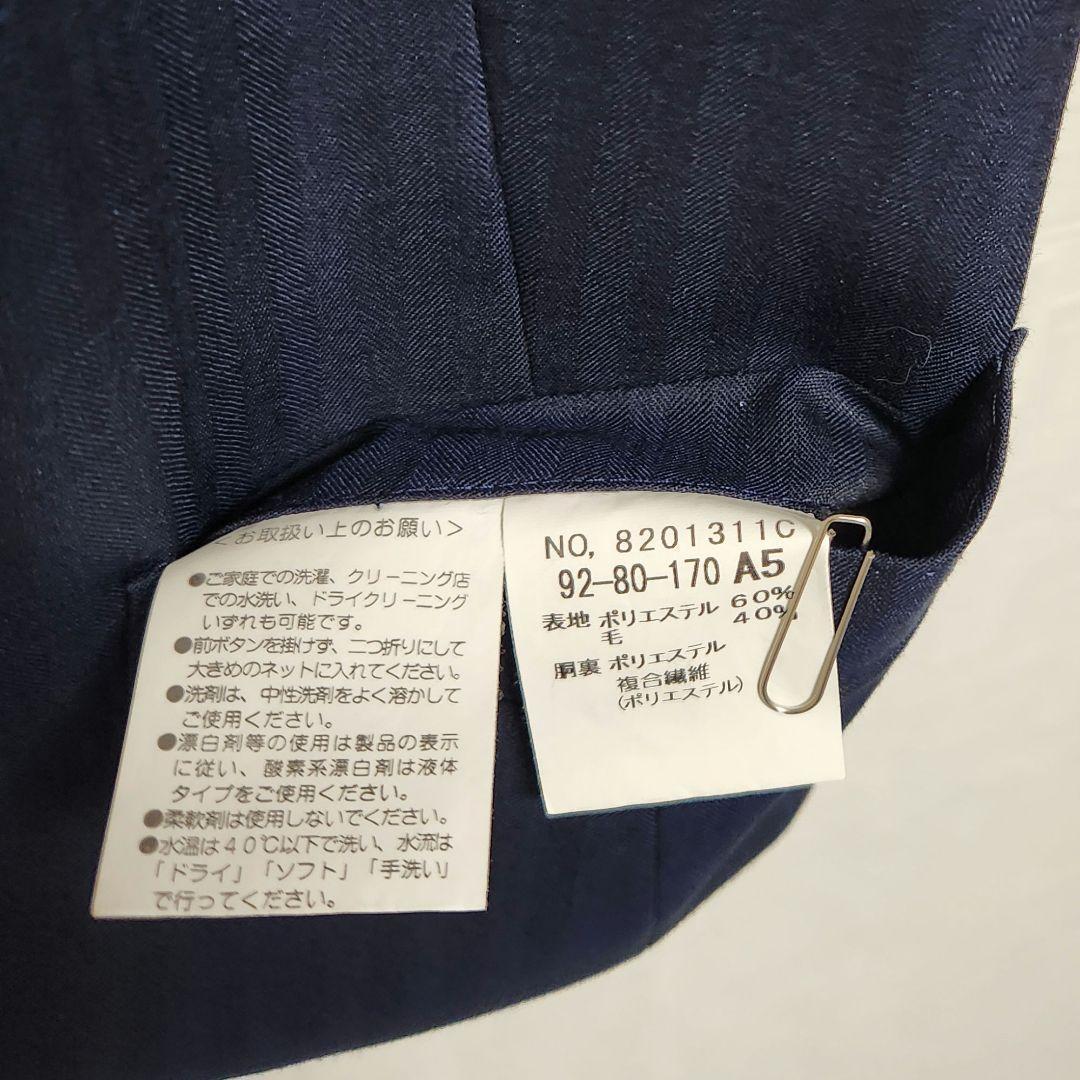 ＜お取扱い上のお願い＞
●ご家庭での洗濯、クリーニング店
での水洗い、ドライクリーニング
いずれも可能です。
●前ボタンを掛けず、二つ折りにして
大きめのネットに入れてください。
●洗剤は、中性洗剤をよく溶かして
ご使用ください。
●漂白剤等の使用は製品の表示
に従い、酸素系漂白剤は液体
タイプをご使用ください。
●柔軟剤は使用しないでください。
●水温は40℃以下で洗い、水流は
「ドライ」「ソフト」「手洗い」
で行ってください。
NO, 8201311C
92-80-170 A5
表地 ポリエステル 60%
毛 40%
胴裏 ポリエステル
複合繊維
(ポリエステル)